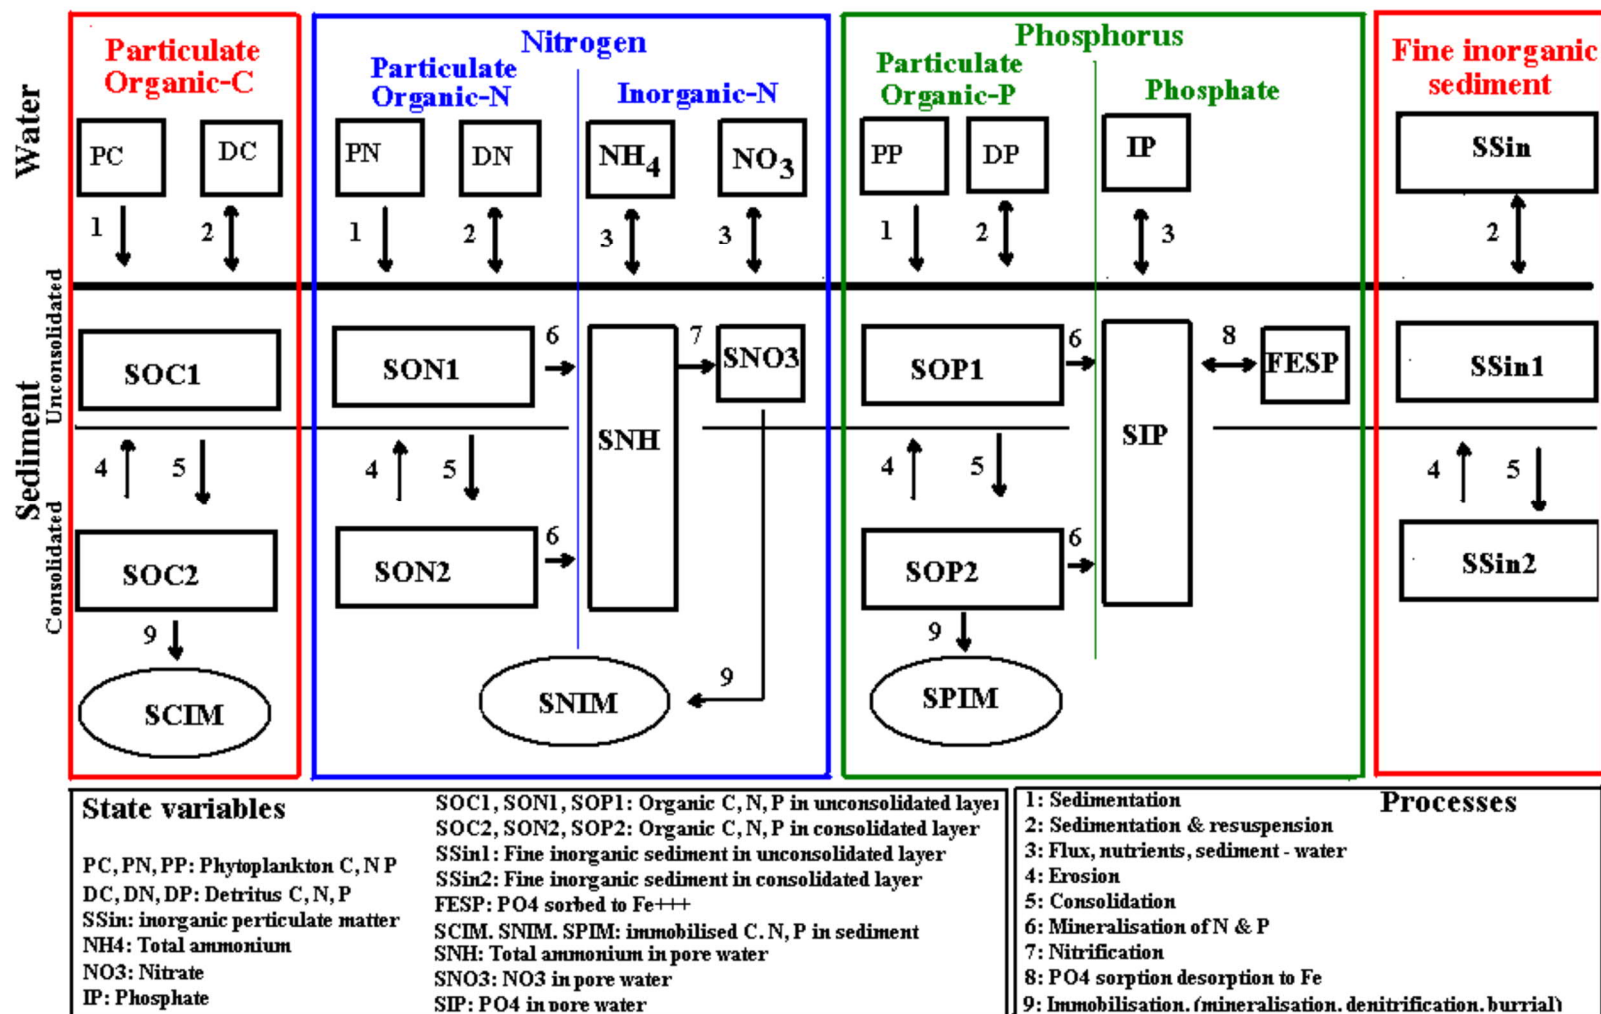 Particulate
Organic-C
Nitrogen
Particulate
Organic-N
Inorganic-N
Phosphorus
Particulate
Organic-P
Phosphate
Fine inorganic
sediment
Water
PC
DC
PN
DN
NH4
NO3
PP
DP
IP
SSin
1
2
1
2
3
3
1
2
3
2
Sediment
Unconsolidated
SOC1
SON1
6
SNH
7
SNO3
SOP1
6
SIP
8
FESP
SSin1
4
5
4
5
4
5
4
5
Consolidated
SOC2
SON2
6
SOP2
6
SSin2
9
9
9
SCIM
SNIM
SPIM
State variables
PC, PN, PP: Phytoplankton C, N P
DC, DN, DP: Detritus C, N, P
SSin: inorganic perticulate matter
NH4: Total ammonium
NO3: Nitrate
IP: Phosphate
SOC1, SON1, SOP1: Organic C, N, P in unconsolidated layer
SOC2, SON2, SOP2: Organic C, N, P in consolidated layer
SSin1: Fine inorganic sediment in unconsolidated layer
SSin2: Fine inorganic sediment in consolidated layer
FESP: PO4 sorbed to Fe+++
SCIM. SNIM. SPIM: immobilised C. N, P in sediment
SNH: Total ammonium in pore water
SNO3: NO3 in pore water
SIP: PO4 in pore water
Processes
1: Sedimentation
2: Sedimentation & resuspension
3: Flux, nutrients, sediment - water
4: Erosion
5: Consolidation
6: Mineralisation of N & P
7: Nitrification
8: PO4 sorption desorption to Fe
9: Immobilisation. (mineralisation. denitrification. burrial)